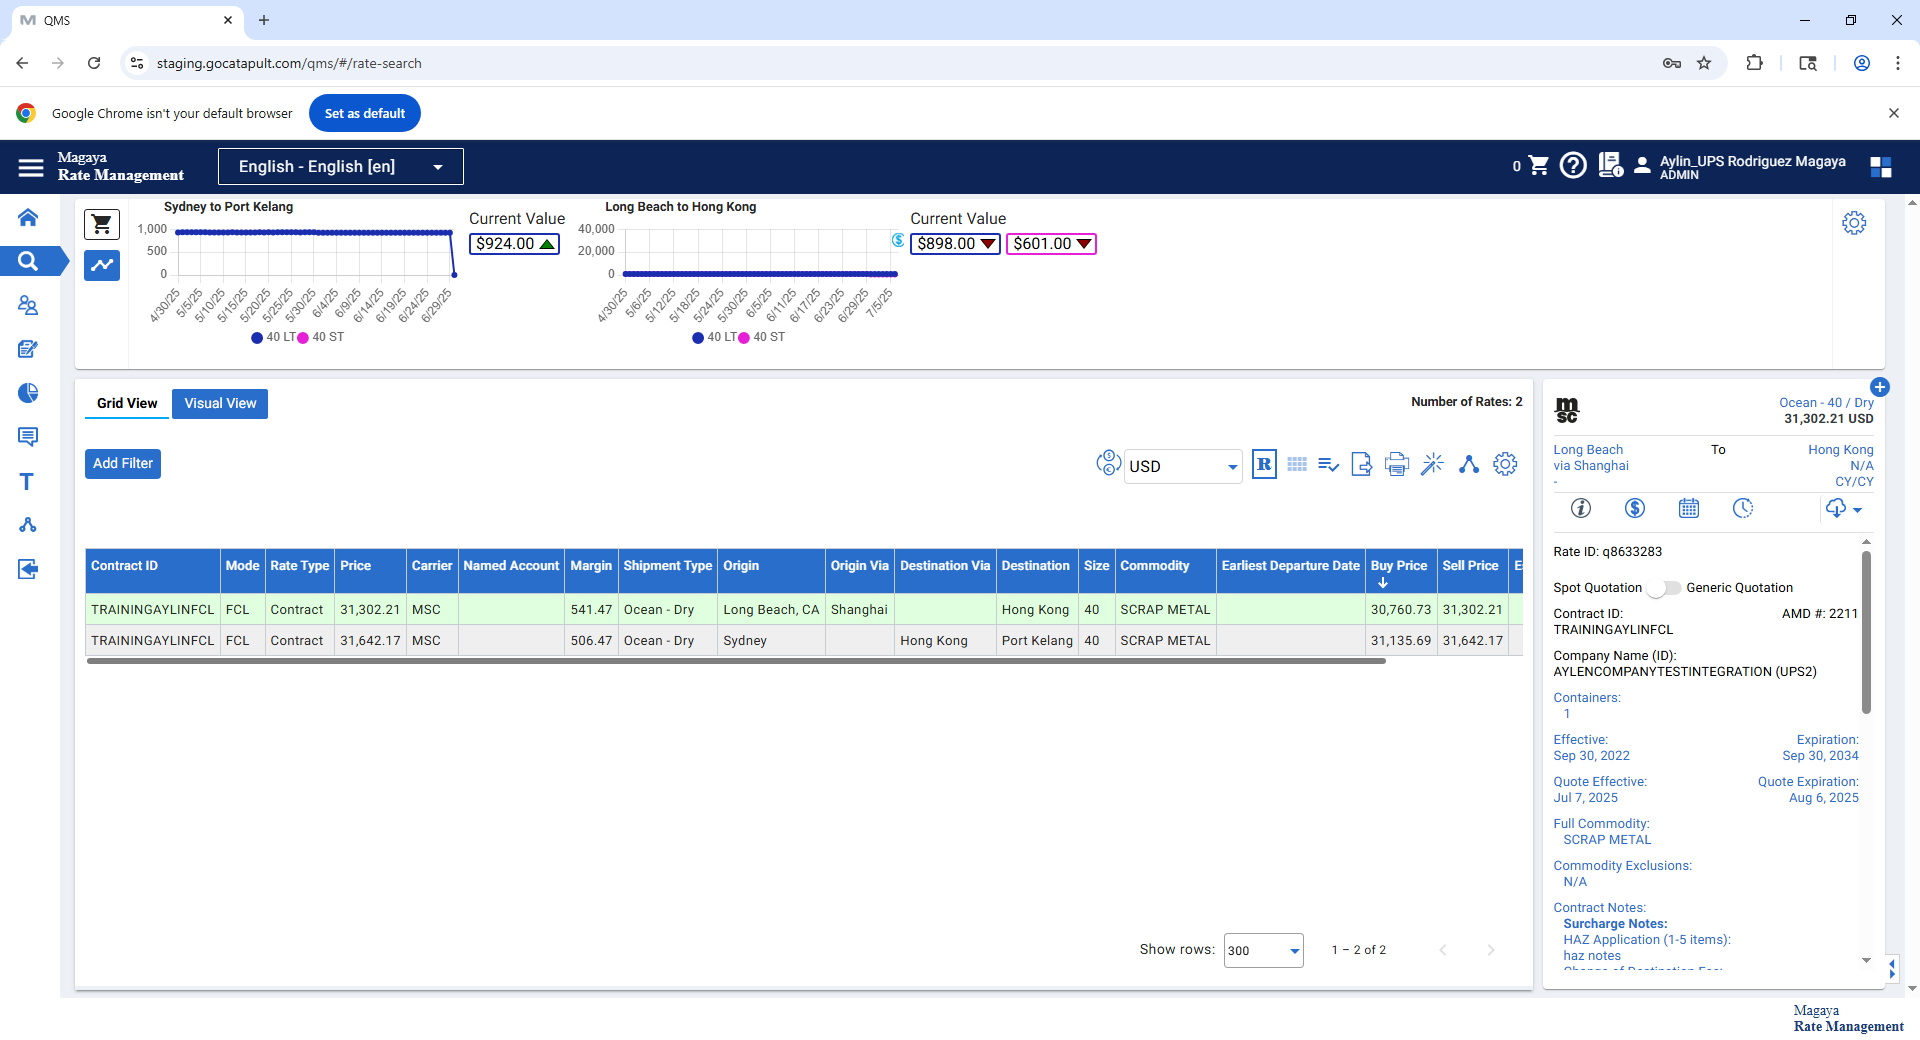 QMS
staging.gocatapult.com/qms/#/rate-search
Google Chrome isn't your default browser
Set as default
Magaya
Rate Management
English - English [en]
0
Aylin_UPS Rodriguez Magaya
ADMIN
Sydney to Port Kelang
1,000
500
0
4/30/25
5/5/25
5/10/25
5/15/25
5/20/25
5/25/25
5/30/25
6/4/25
6/9/25
6/14/25
6/19/25
6/24/25
6/29/25
40 LT
40 ST
Current Value
$924.00
Long Beach to Hong Kong
40,000
20,000
0
4/30/25
5/6/25
5/12/25
5/18/25
5/24/25
5/30/25
6/5/25
6/11/25
6/17/25
6/23/25
6/29/25
7/5/25
40 LT
40 ST
Current Value
$898.00
$601.00
Grid View
Visual View
Number of Rates: 2
Add Filter
USD
R
Contract ID Mode Rate Type Price Carrier Named Account Margin Shipment Type Origin Origin Via Destination Via Destination Size Commodity Earliest Departure Date Buy Price Sell Price
TRAININGAYLINFCL FCL Contract 31,302.21 MSC 541.47 Ocean - Dry Long Beach, CA Shanghai Hong Kong 40 SCRAP METAL 30,760.73 31,302.21
TRAININGAYLINFCL FCL Contract 31,642.17 MSC 506.47 Ocean - Dry Sydney Hong Kong Port Kelang 40 SCRAP METAL 31,135.69 31,642.17
Show rows: 300 1 – 2 of 2
msc
Ocean - 40 / Dry
31,302.21 USD
Long Beach To Hong Kong
via Shanghai N/A
- CY/CY
Rate ID: q8633283
Spot Quotation Generic Quotation
Contract ID: AMD #: 2211
TRAININGAYLINFCL
Company Name (ID):
AYLENCOMPANYTESTINTEGRATION (UPS2)
Containers:
1
Effective: Expiration:
Sep 30, 2022 Sep 30, 2034
Quote Effective: Quote Expiration:
Jul 7, 2025 Aug 6, 2025
Full Commodity:
SCRAP METAL
Commodity Exclusions:
N/A
Contract Notes:
Surcharge Notes:
HAZ Application (1-5 items):
haz notes
Change of Destination Fee:
Magaya
Rate Management